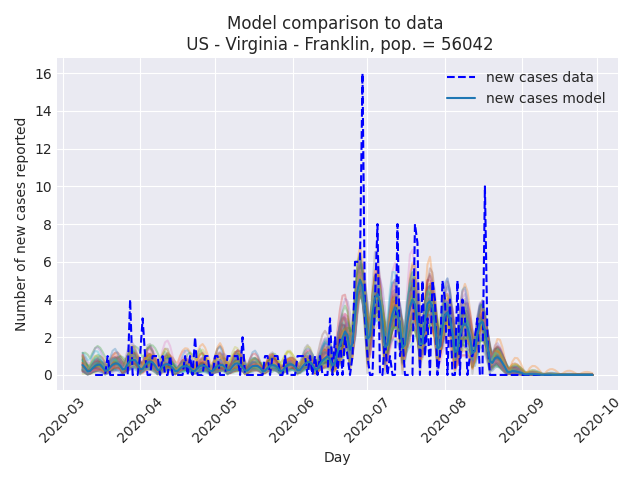 Model comparison to data
US - Virginia - Franklin, pop. = 56042
new cases data
new cases model
Number of new cases reported
16
14
12
10
8
6
4
2
0
2020-03
2020-04
2020-05
2020-06
2020-07
2020-08
2020-09
2020-10
Day